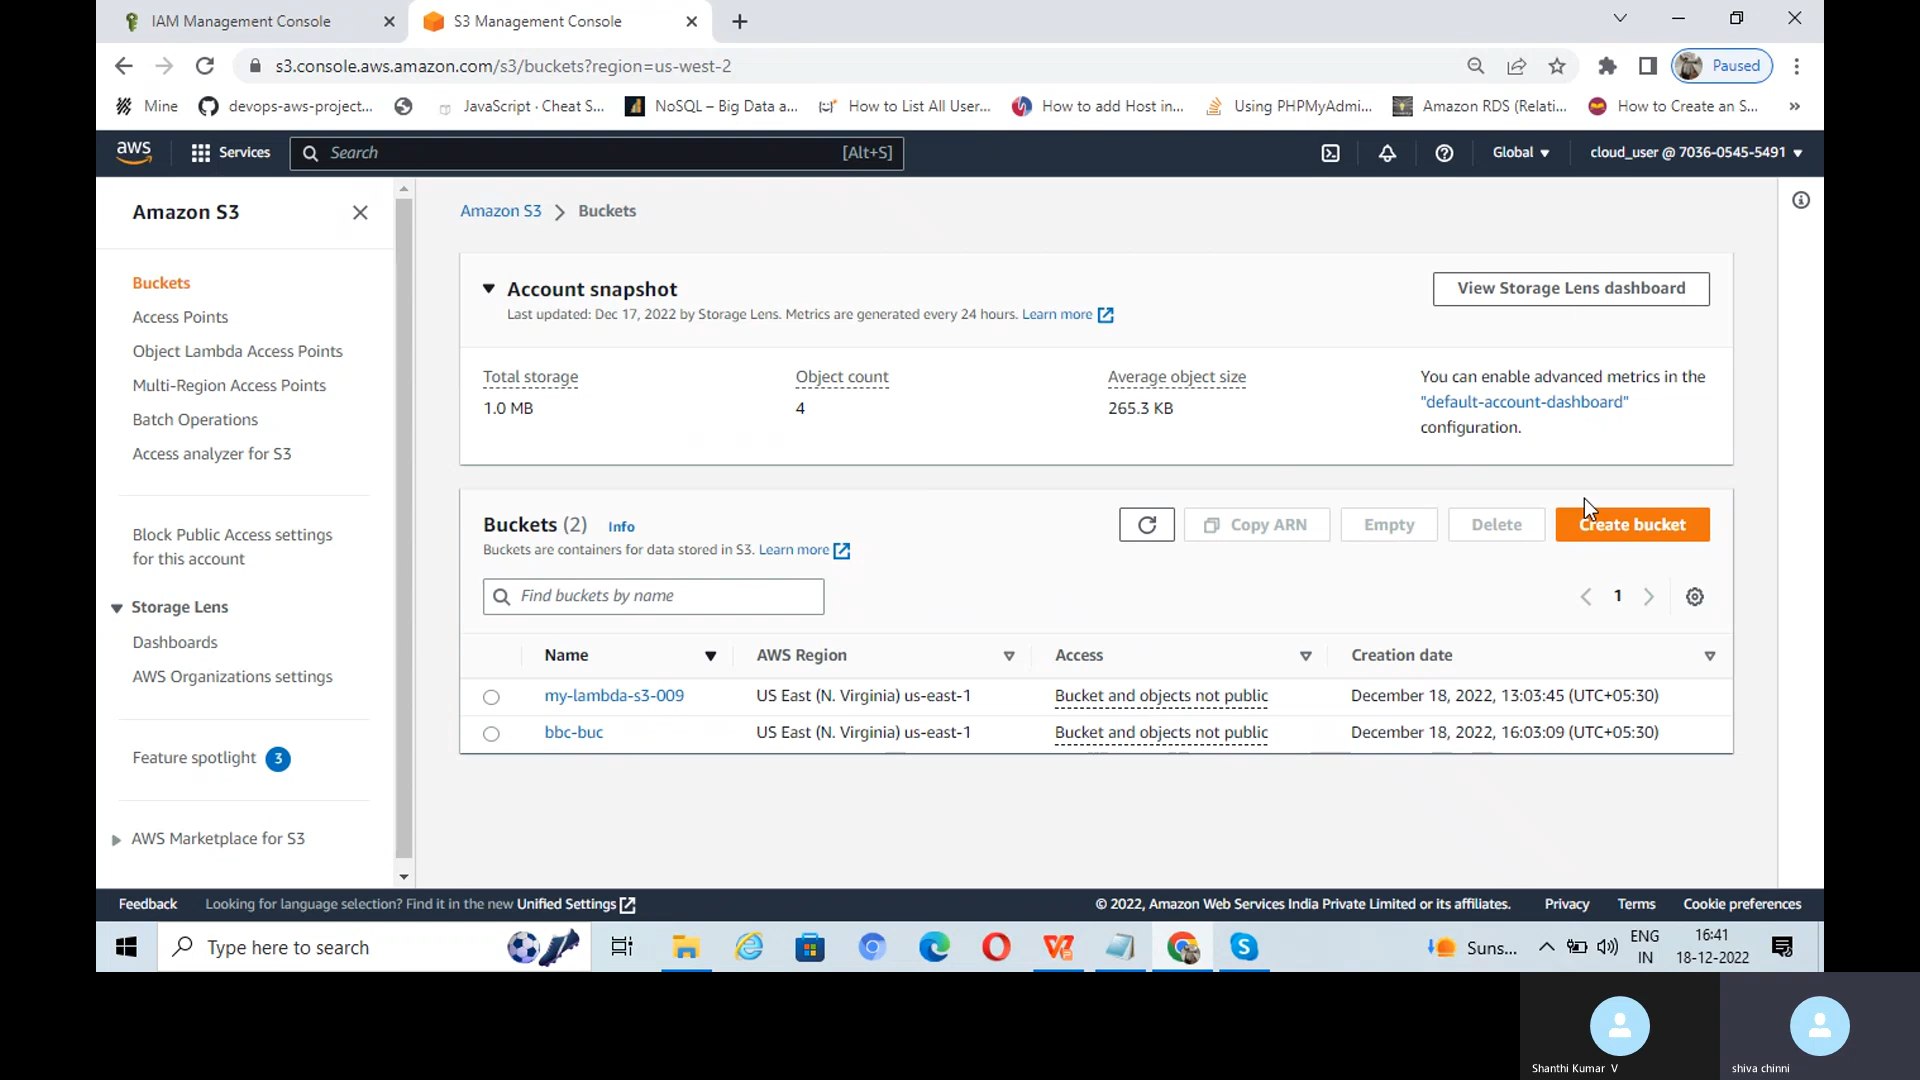 IAM Management Console
S3 Management Console
s3.console.aws.amazon.com/s3/buckets?region=us-west-2
Paused
Mine
devops-aws-project...
JavaScript · Cheat S...
NoSQL – Big Data a...
How to List All User...
How to add Host in...
Using PHPMyAdmi...
Amazon RDS (Relati...
How to Create an S...
»
aws
Services
Search
[Alt+S]
Global
cloud_user @ 7036-0545-5491
Amazon S3
Buckets
Access Points
Object Lambda Access Points
Multi-Region Access Points
Batch Operations
Access analyzer for S3
Block Public Access settings
for this account
Storage Lens
Dashboards
AWS Organizations settings
Feature spotlight 3
AWS Marketplace for S3
Amazon S3 > Buckets
Account snapshot
Last updated: Dec 17, 2022 by Storage Lens. Metrics are generated every 24 hours. Learn more
View Storage Lens dashboard
Total storage
1.0 MB
Object count
4
Average object size
265.3 KB
You can enable advanced metrics in the
"default-account-dashboard"
configuration.
Buckets (2) Info
Buckets are containers for data stored in S3. Learn more
Copy ARN
Empty
Delete
Create bucket
Find buckets by name
1
Name AWS Region Access Creation date
my-lambda-s3-009 US East (N. Virginia) us-east-1 Bucket and objects not public December 18, 2022, 13:03:45 (UTC+05:30)
bbc-buc US East (N. Virginia) us-east-1 Bucket and objects not public December 18, 2022, 16:03:09 (UTC+05:30)
Feedback Looking for language selection? Find it in the new Unified Settings
© 2022, Amazon Web Services India Private Limited or its affiliates. Privacy Terms Cookie preferences
Type here to search
Suns...
ENG
IN
16:41
18-12-2022
Shanthi Kumar V
shiva chinni